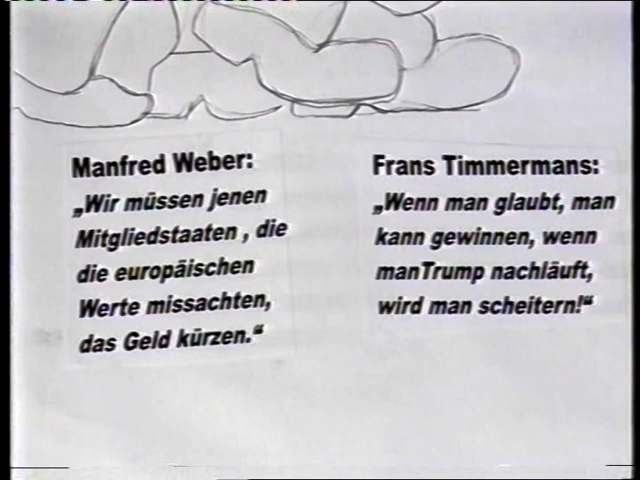 Manfred Weber:
„Wir müssen jenen
Mitgliedstaaten , die
die europäischen
Werte missachten,
das Geld kürzen.“
Frans Timmermans:
„Wenn man glaubt, man
kann gewinnen, wenn
manTrump nachläuft,
wird man scheitern!“